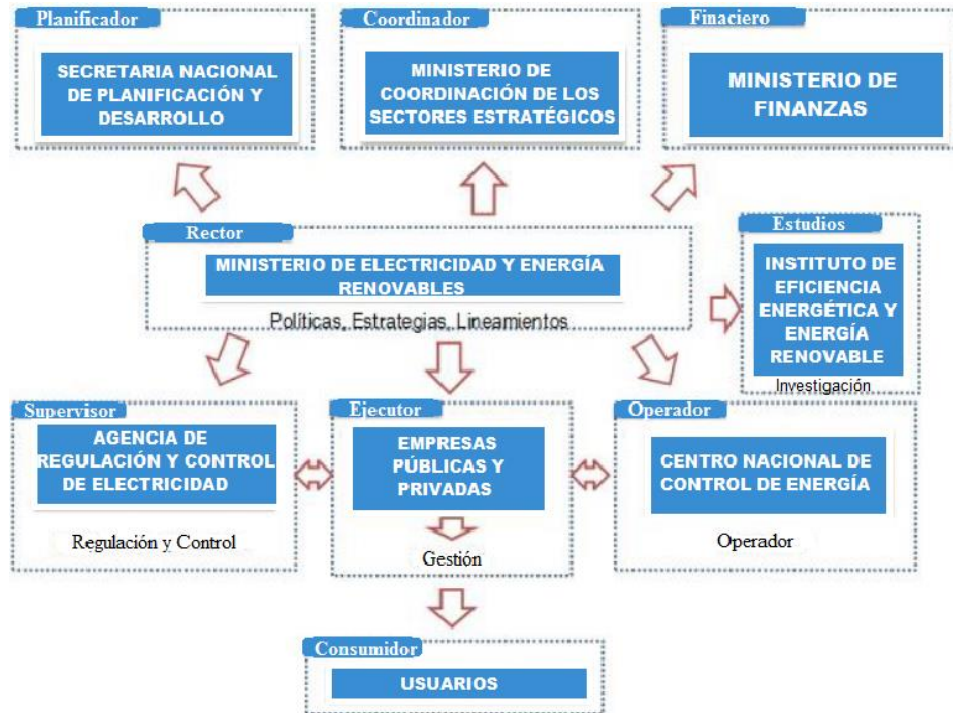 Planificador
SECRETARIA NACIONAL
DE PLANIFICACIÓN Y
DESARROLLO
Coordinador
MINISTERIO DE
COORDINACIÓN DE LOS
SECTORES ESTRATÉGICOS
Finaciero
MINISTERIO DE
FINANZAS
Rector
MINISTERIO DE ELECTRICIDAD Y ENERGÍA
RENOVABLES
Políticas, Estrategias, Lineamientos
Estudios
INSTITUTO DE
EFICIENCIA
ENERGÉTICA Y
ENERGÍA
RENOVABLE
Investigación
Supervisor
AGENCIA DE
REGULACIÓN Y CONTROL
DE ELECTRICIDAD
Regulación y Control
Ejecutor
EMPRESAS
PÚBLICAS Y
PRIVADAS
Gestión
Operador
CENTRO NACIONAL DE
CONTROL DE ENERGÍA
Operador
Consumidor
USUARIOS